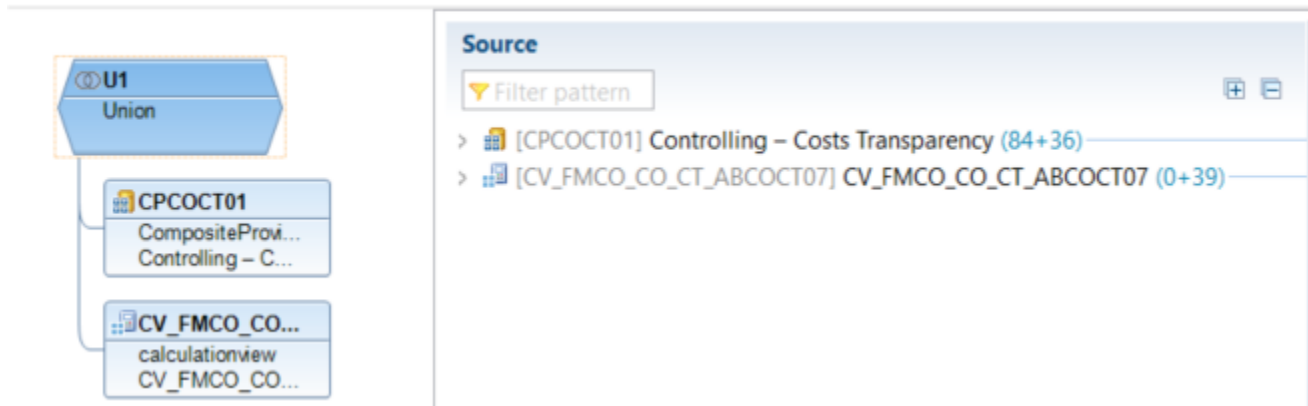 U1
Union
CPCOCT01
CompositeProvi...
Controlling – C...
CV_FMCO_CO...
calculationview
CV_FMCO_CO...
Source
Filter pattern
[CPCOCT01] Controlling – Costs Transparency (84+36)
[CV_FMCO_CO_CT_ABCOCT07] CV_FMCO_CO_CT_ABCOCT07 (0+39)